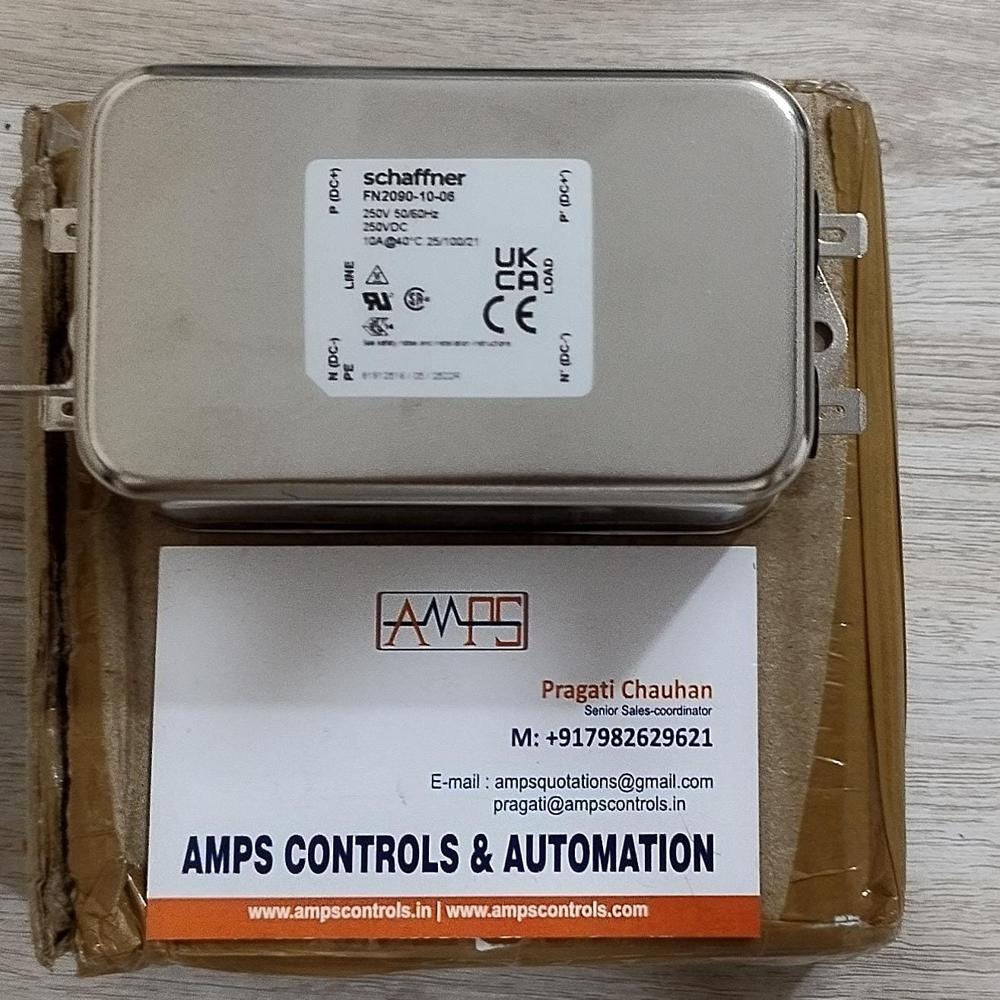 schaffner
FN2090-10-06
250V 50/60Hz
250VDC
10A@40°C 25/100/21
P (DC+)
P' (DC+)
LINE
LOAD
UK
CA
CE
N (DC-)
PE
N' (DC-)
AMPS
Pragati Chauhan
Senior Sales-coordinator
M: +917982629621
E-mail : ampsquotations@gmail.com
pragati@ampscontrols.in
AMPS CONTROLS & AUTOMATION
www.ampscontrols.in | www.ampscontrols.com